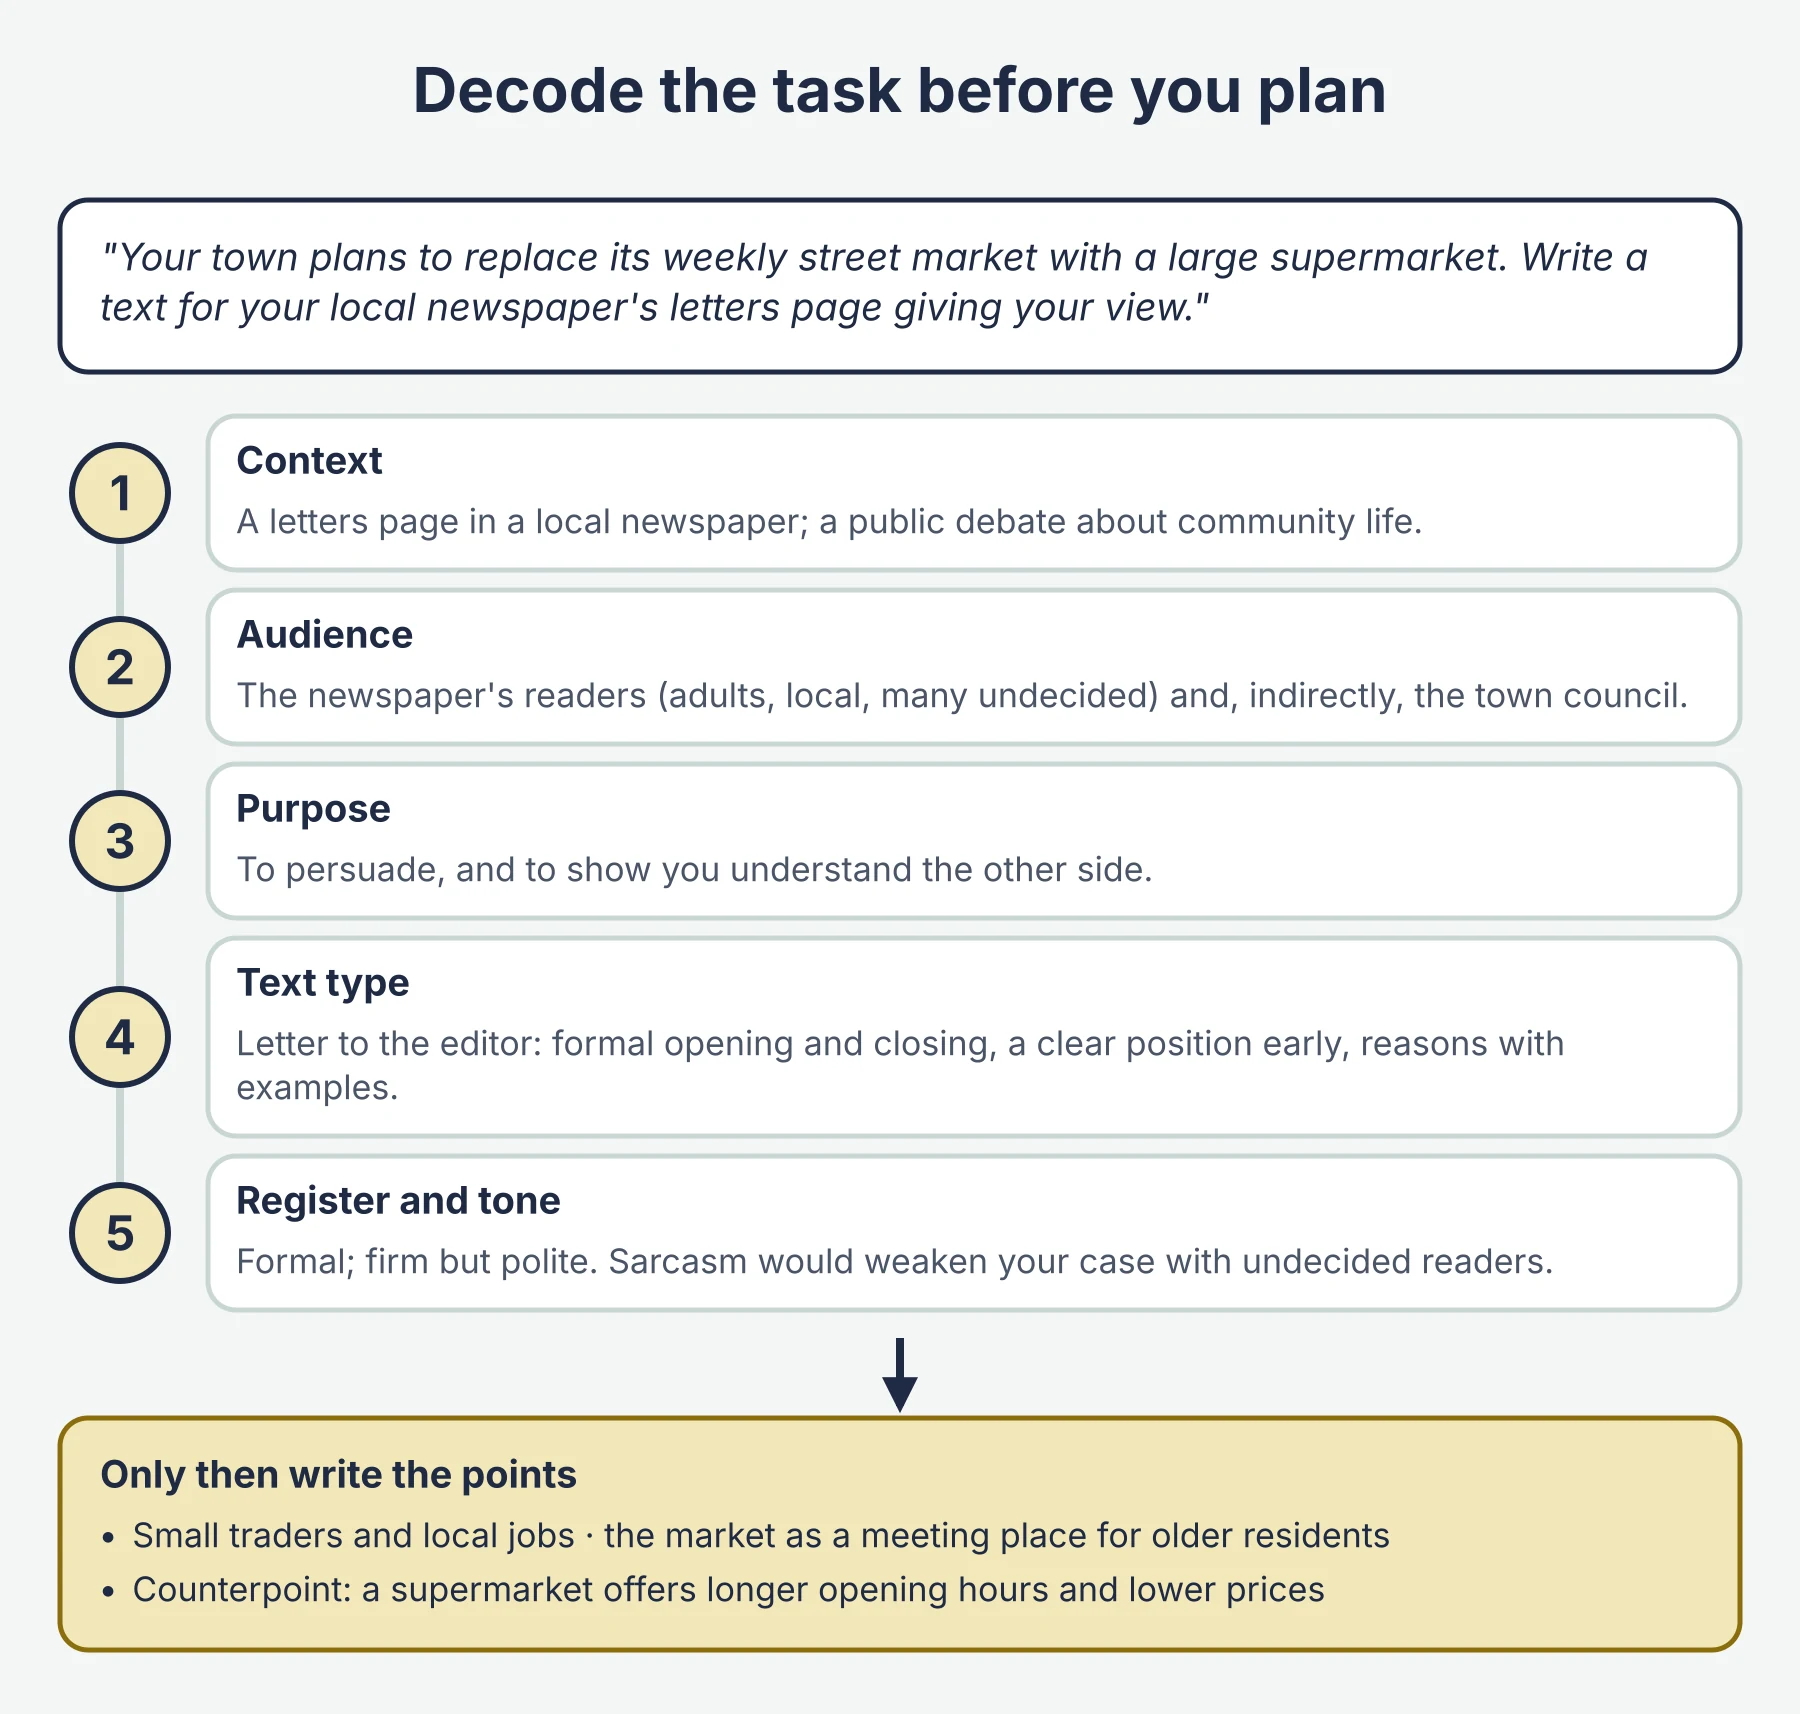 Decode the task before you plan
"Your town plans to replace its weekly street market with a large supermarket. Write a
text for your local newspaper's letters page giving your view."
1
Context
A letters page in a local newspaper; a public debate about community life.
2
Audience
The newspaper's readers (adults, local, many undecided) and, indirectly, the town council.
3
Purpose
To persuade, and to show you understand the other side.
4
Text type
Letter to the editor: formal opening and closing, a clear position early, reasons with
examples.
5
Register and tone
Formal; firm but polite. Sarcasm would weaken your case with undecided readers.
Only then write the points
• Small traders and local jobs · the market as a meeting place for older residents
• Counterpoint: a supermarket offers longer opening hours and lower prices